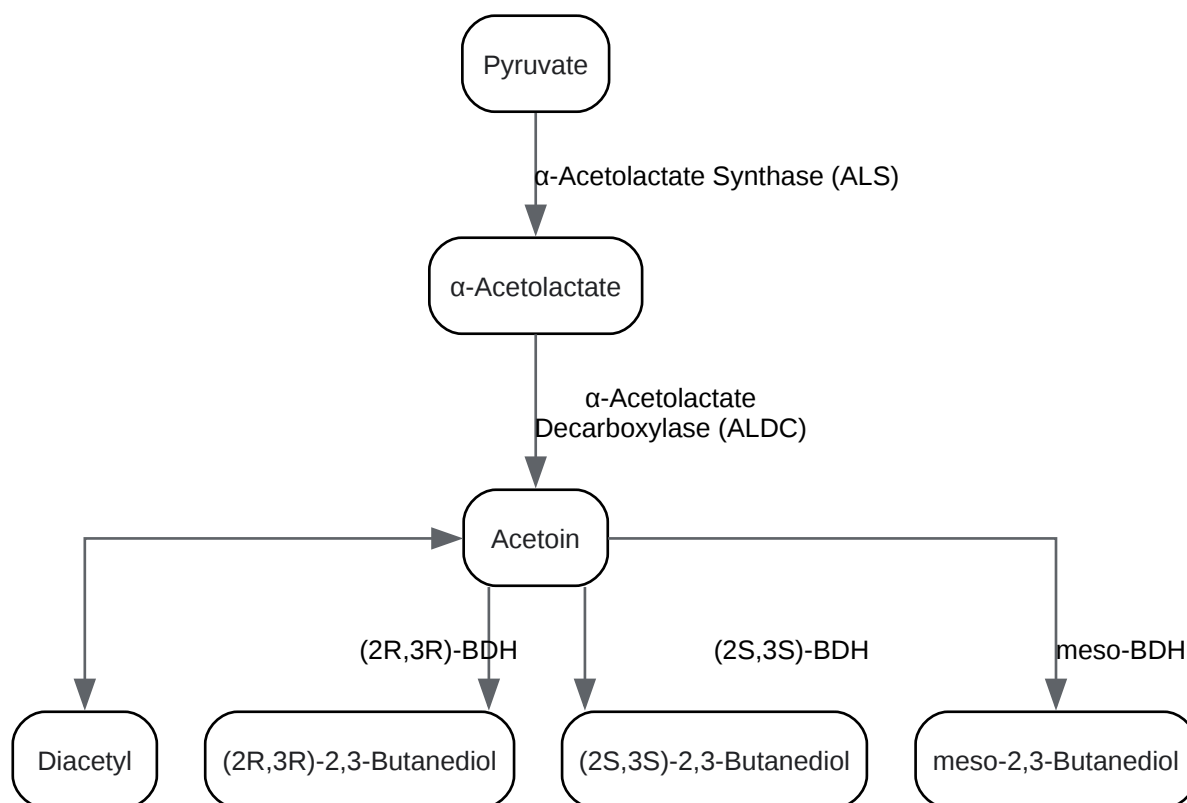 Pyruvate
α-Acetolactate Synthase (ALS)
α-Acetolactate
α-Acetolactate
Decarboxylase (ALDC)
Acetoin
(2R,3R)-BDH
(2S,3S)-BDH
meso-BDH
Diacetyl
(2R,3R)-2,3-Butanediol
(2S,3S)-2,3-Butanediol
meso-2,3-Butanediol